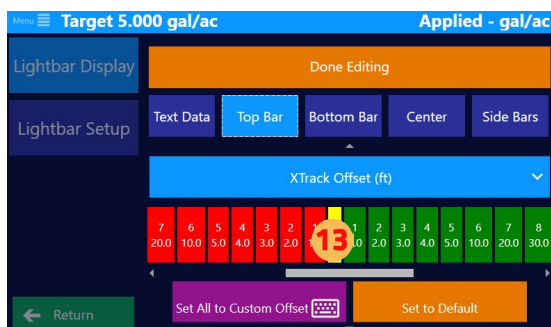 Menu Target 5.000 gal/ac Applied - gal/ac
Lightbar Display
Done Editing
Lightbar Setup
Text Data Top Bar Bottom Bar Center Side Bars
XTrack Offset (ft)
7 6 5 4 3 2 1 1 2 3 4 5 6 7 8
20.0 10.0 5.0 4.0 3.0 2.0 2.0 3.0 4.0 5.0 10.0 20.0 30.0
13
Set All to Custom Offset Set to Default
Return